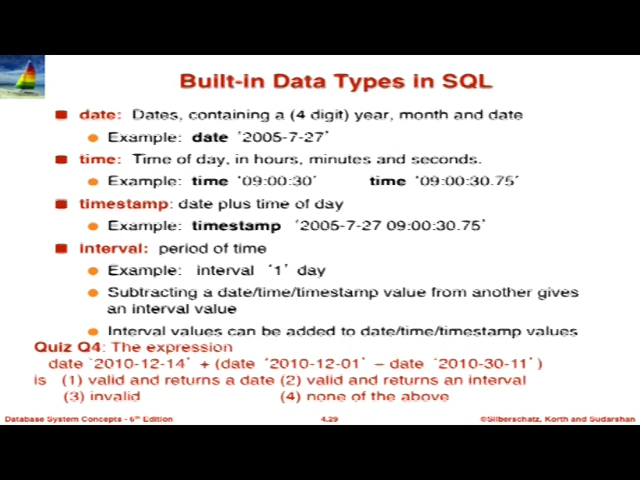 Built-in Data Types in SQL
date: Dates, containing a (4 digit) year, month and date
Example: date '2005-7-27'
time: Time of day, in hours, minutes and seconds.
Example: time '09:00:30' time '09:00:30.75'
timestamp: date plus time of day
Example: timestamp '2005-7-27 09:00:30.75'
interval: period of time
Example: interval '1' day
Subtracting a date/time/timestamp value from another gives
an interval value
Interval values can be added to date/time/timestamp values
Quiz Q4: The expression
date '2010-12-14' + (date '2010-12-01' – date '2010-30-11')
is (1) valid and returns a date (2) valid and returns an interval
(3) invalid (4) none of the above
Database System Concepts - 6th Edition 4.29 ©Silberschatz, Korth and Sudarshan